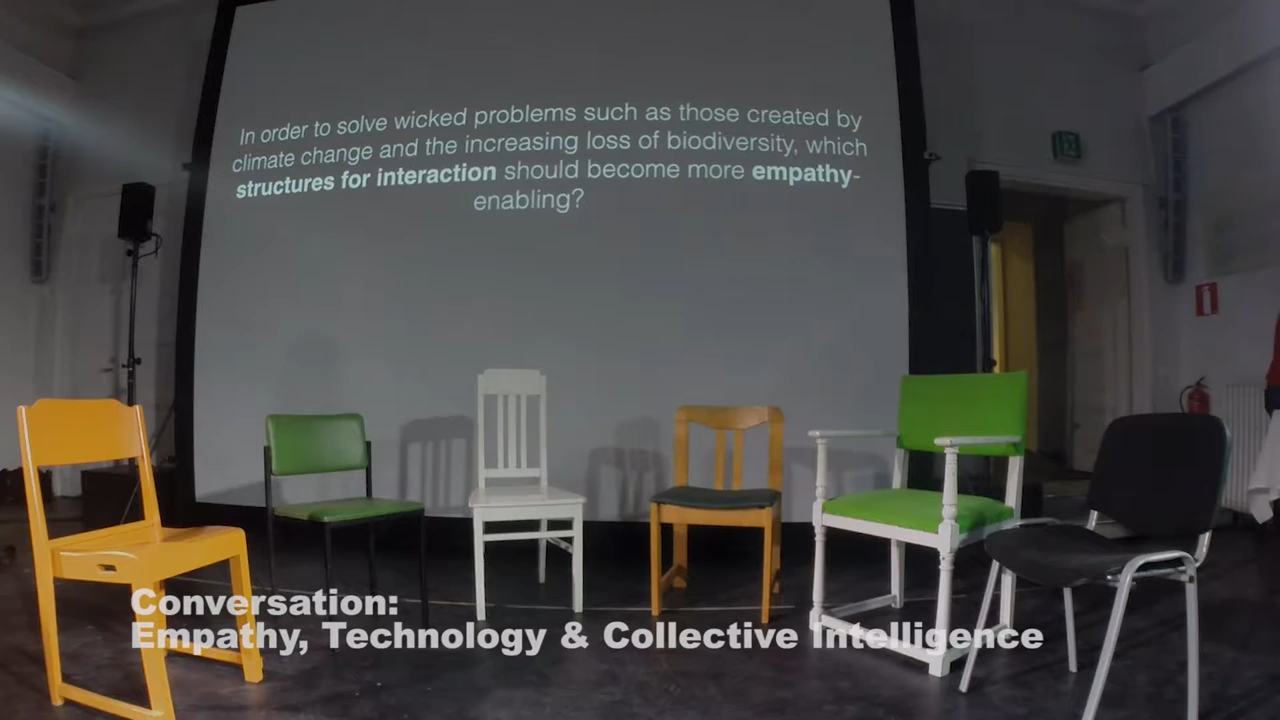 In order to solve wicked problems such as those created by
climate change and the increasing loss of biodiversity, which
structures for interaction should become more empathy-
enabling?
Conversation:
Empathy, Technology & Collective Intelligence